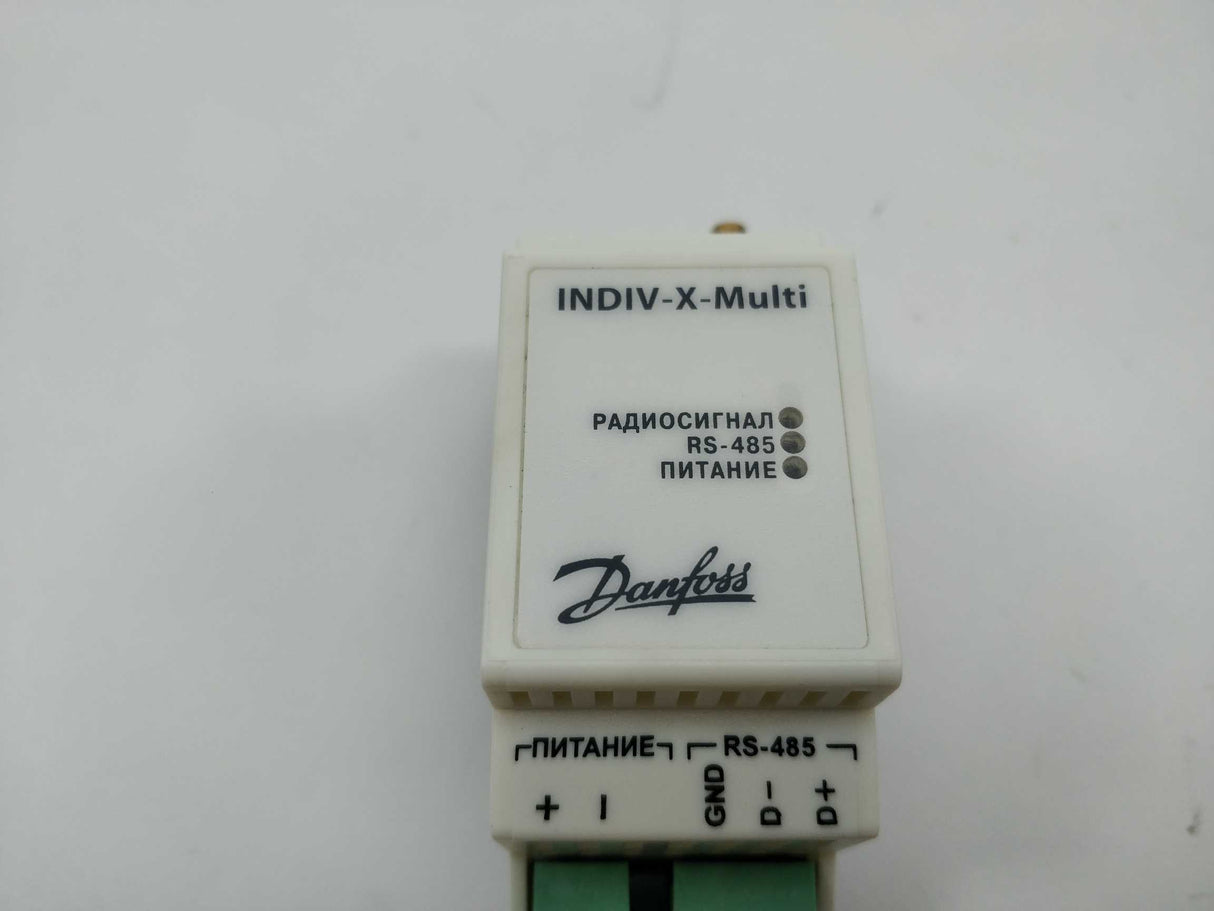 INDIV-X-Multi
РАДИОСИГНАЛ
RS-485
ПИТАНИЕ
Danfoss
ПИТАНИЕ RS-485
+ - GND D- D+